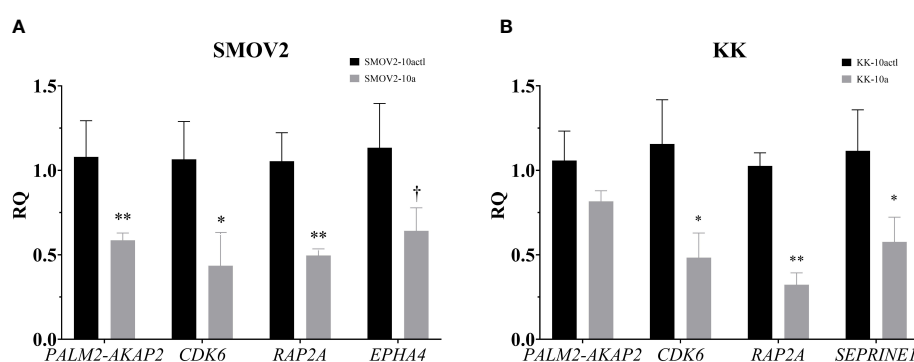 A
SMOV2
SMOV2-10actl
SMOV2-10a
RQ
1.5
1.0
0.5
0.0
**
*
**
†
PALM2-AKAP2 CDK6 RAP2A EPHA4
B
KK
KK-10actl
KK-10a
RQ
1.5
1.0
0.5
0.0
*
**
*
PALM2-AKAP2 CDK6 RAP2A SEPRINE1